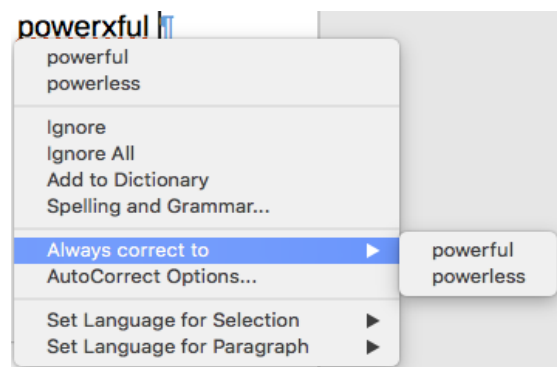 powerxful ¶
powerful
powerless
Ignore
Ignore All
Add to Dictionary
Spelling and Grammar...
Always correct to
powerful
powerless
AutoCorrect Options...
Set Language for Selection
Set Language for Paragraph